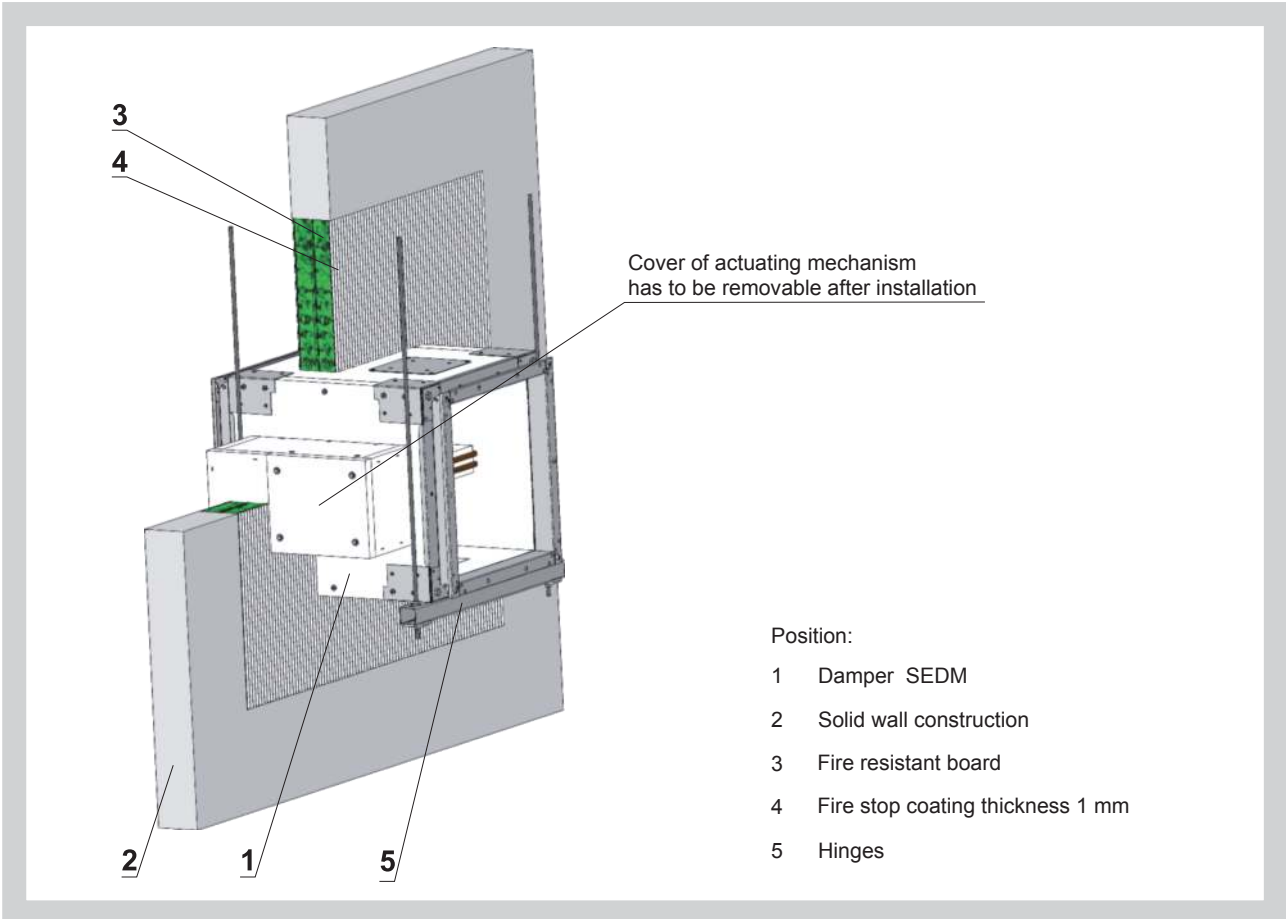 3
4
Cover of actuating mechanism
has to be removable after installation
Position:
1 Damper SEDM
2 Solid wall construction
3 Fire resistant board
4 Fire stop coating thickness 1 mm
5 Hinges
2
1
5